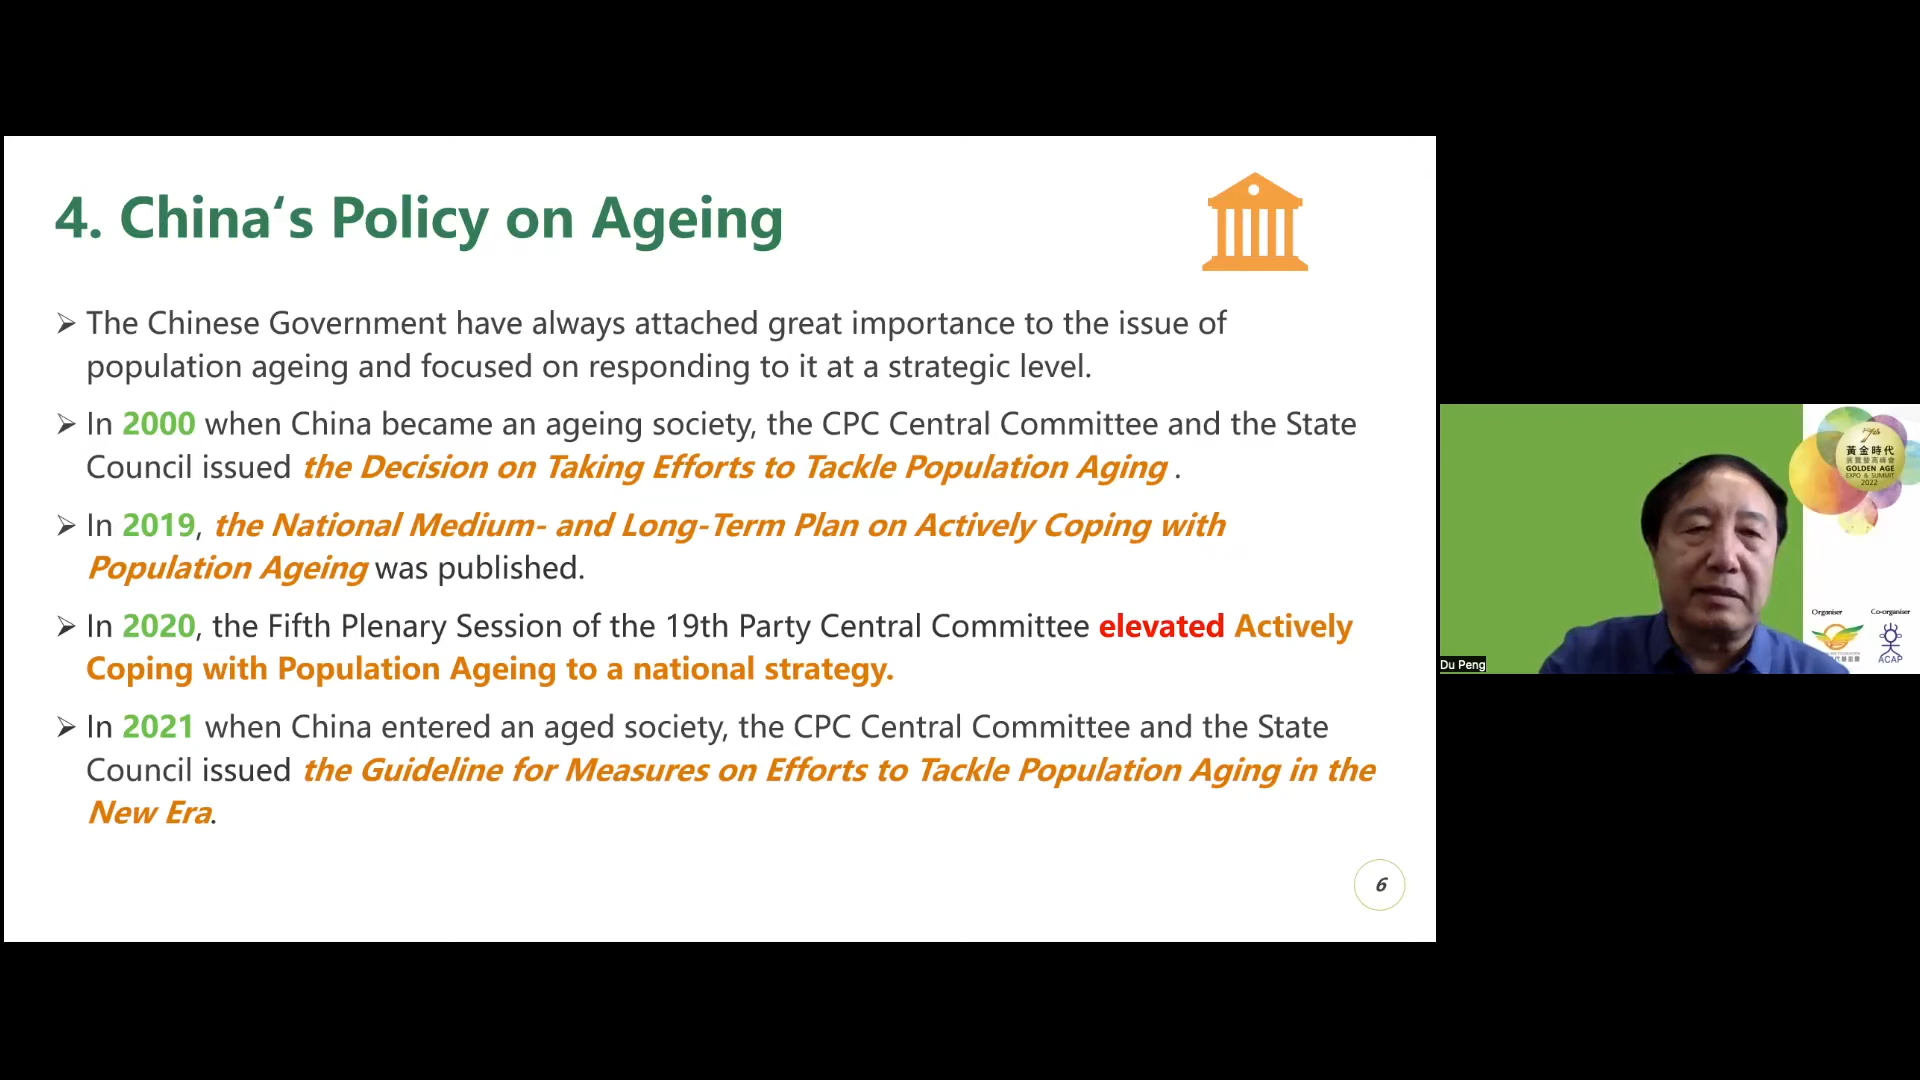 4. China‘s Policy on Ageing
➢ The Chinese Government have always attached great importance to the issue of
population ageing and focused on responding to it at a strategic level.
➢ In 2000 when China became an ageing society, the CPC Central Committee and the State
Council issued the Decision on Taking Efforts to Tackle Population Aging .
➢ In 2019, the National Medium- and Long-Term Plan on Actively Coping with
Population Ageing was published.
➢ In 2020, the Fifth Plenary Session of the 19th Party Central Committee elevated Actively
Coping with Population Ageing to a national strategy.
➢ In 2021 when China entered an aged society, the CPC Central Committee and the State
Council issued the Guideline for Measures on Efforts to Tackle Population Aging in the
New Era.
6
7th
黃金時代
GOLDEN AGE
EXPO & SUMMIT
2022
Organiser
Co-organiser
ACAP
Du Peng